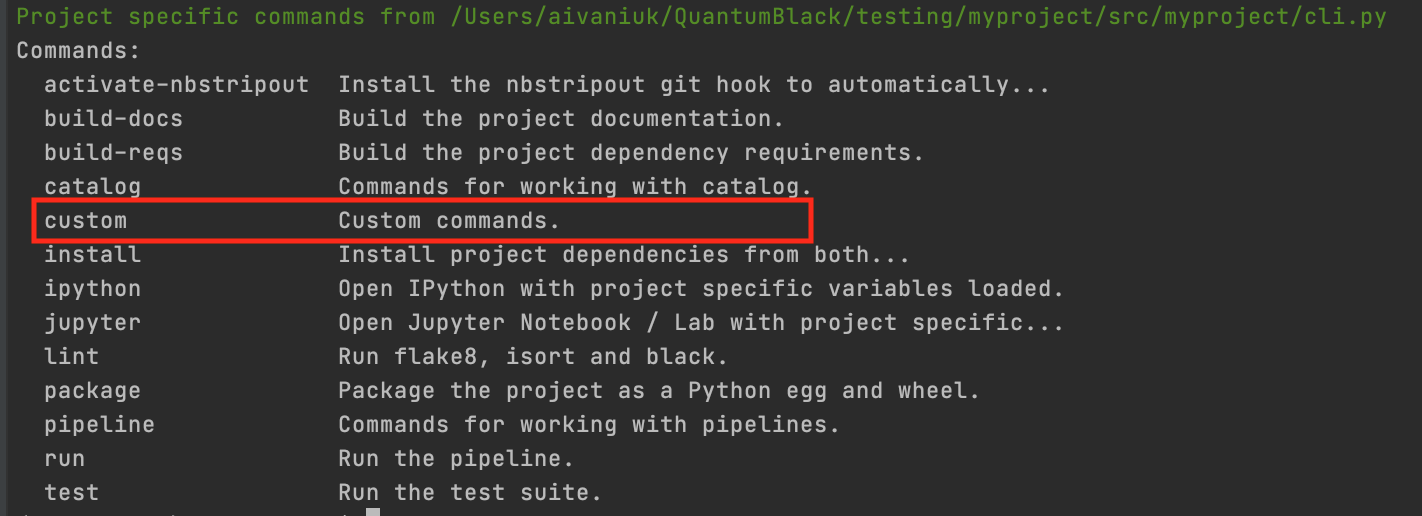 Project specific commands from /Users/aivaniuk/QuantumBlack/testing/myproject/src/myproject/cli.py
Commands:
activate-nbstripout  Install the nbstripout git hook to automatically...
build-docs           Build the project documentation.
build-reqs           Build the project dependency requirements.
catalog              Commands for working with catalog.
custom               Custom commands.
install              Install project dependencies from both...
ipython              Open IPython with project specific variables loaded.
jupyter              Open Jupyter Notebook / Lab with project specific...
lint                 Run flake8, isort and black.
package              Package the project as a Python egg and wheel.
pipeline             Commands for working with pipelines.
run                  Run the pipeline.
test                 Run the test suite.